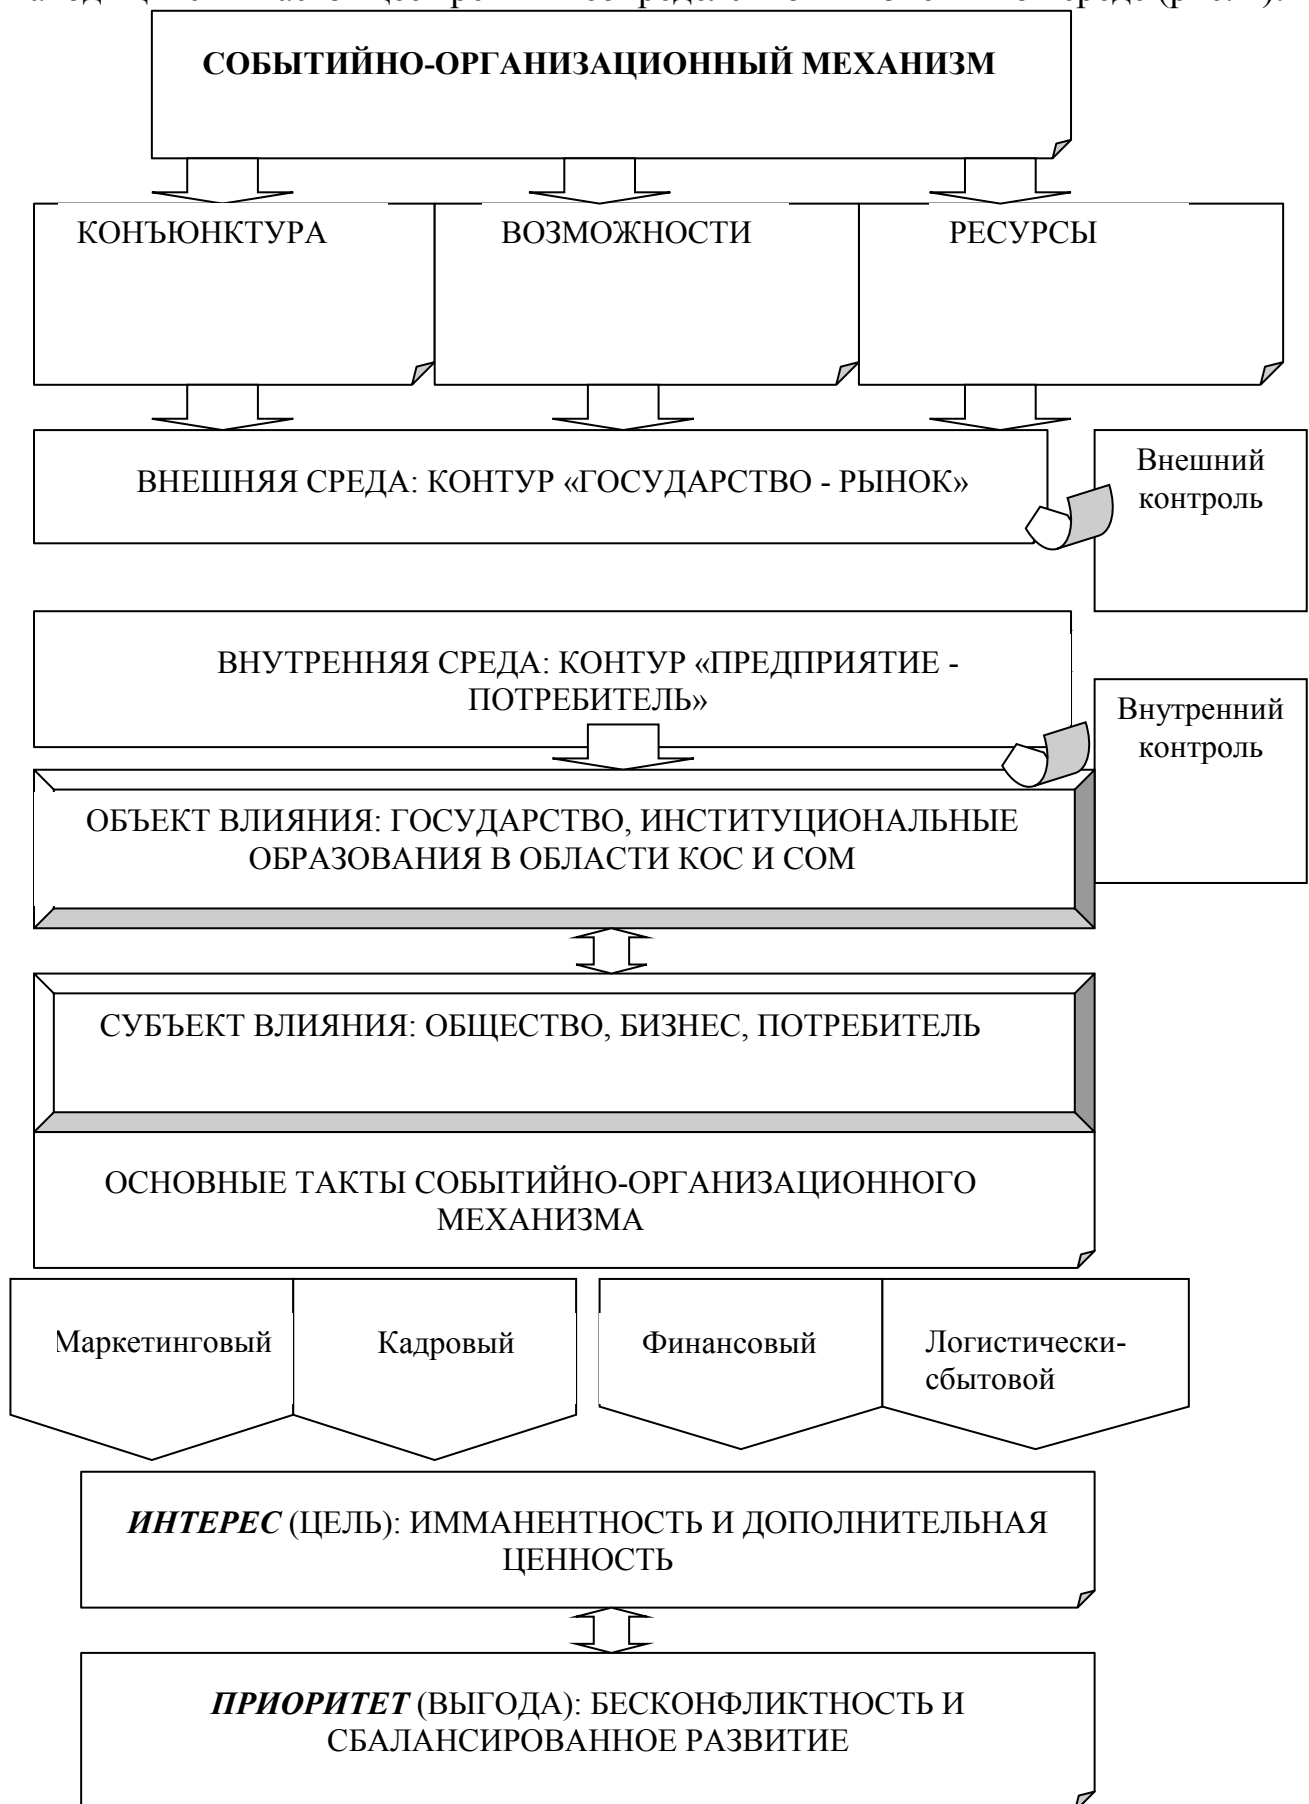 СОБЫТИЙНО-ОРГАНИЗАЦИОННЫЙ МЕХАНИЗМ
КОНЪЮНКТУРА
ВОЗМОЖНОСТИ
РЕСУРСЫ
ВНЕШНЯЯ СРЕДА: КОНТУР «ГОСУДАРСТВО - РЫНОК»
Внешний
контроль
ВНУТРЕННЯЯ СРЕДА: КОНТУР «ПРЕДПРИЯТИЕ -
ПОТРЕБИТЕЛЬ»
Внутренний
контроль
ОБЪЕКТ ВЛИЯНИЯ: ГОСУДАРСТВО, ИНСТИТУЦИОНАЛЬНЫЕ
ОБРАЗОВАНИЯ В ОБЛАСТИ КОС И СОМ
СУБЪЕКТ ВЛИЯНИЯ: ОБЩЕСТВО, БИЗНЕС, ПОТРЕБИТЕЛЬ
ОСНОВНЫЕ ТАКТЫ СОБЫТИЙНО-ОРГАНИЗАЦИОННОГО
МЕХАНИЗМА
Маркетинговый
Кадровый
Финансовый
Логистически-
сбытовой
ИНТЕРЕС (ЦЕЛЬ): ИММАНЕНТНОСТЬ И ДОПОЛНИТЕЛЬНАЯ
ЦЕННОСТЬ
ПРИОРИТЕТ (ВЫГОДА): БЕСКОНФЛИКТНОСТЬ И
СБАЛАНСИРОВАННОЕ РАЗВИТИЕ